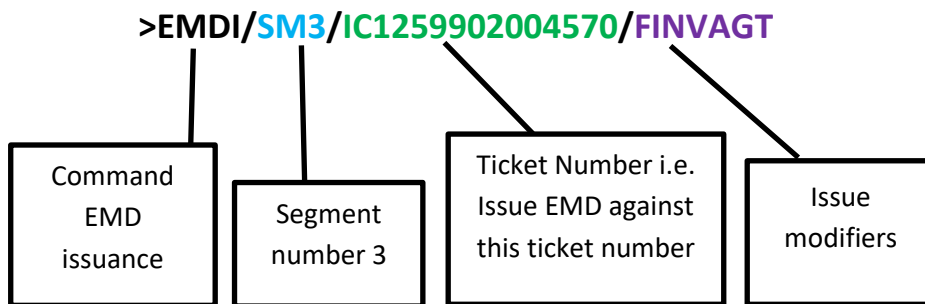 >EMDI/SM3/IC1259902004570/FINVAGT
Command
EMD
issuance
Segment
number 3
Ticket Number i.e.
Issue EMD against
this ticket number
Issue
modifiers